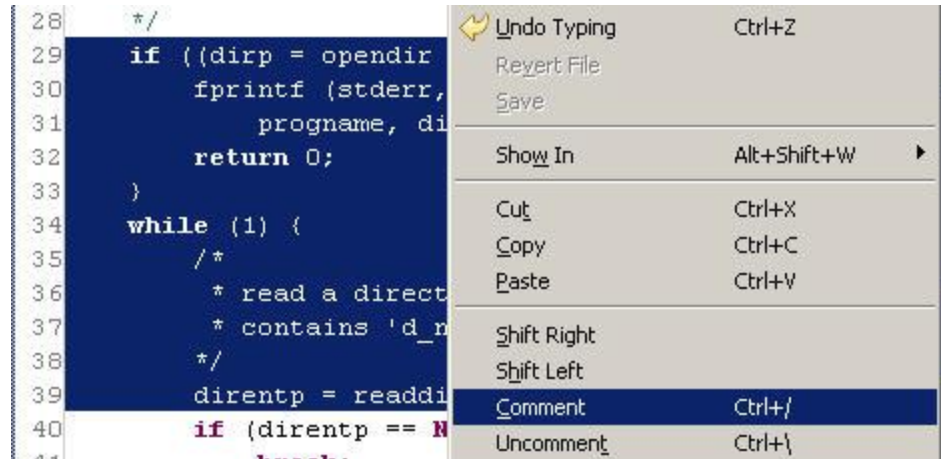 28 */
29 if ((dirp = opendir
30 fprintf (stderr,
31 progname, di
32 return 0;
33 }
34 while (1) {
35 /*
36 * read a direct
37 * contains 'd_n
38 */
39 direntp = readdi
40 if (direntp == N
41 break;
Undo Typing Ctrl+Z
Revert File
Save
Show In Alt+Shift+W
Cut Ctrl+X
Copy Ctrl+C
Paste Ctrl+V
Shift Right
Shift Left
Comment Ctrl+/
Uncomment Ctrl+\